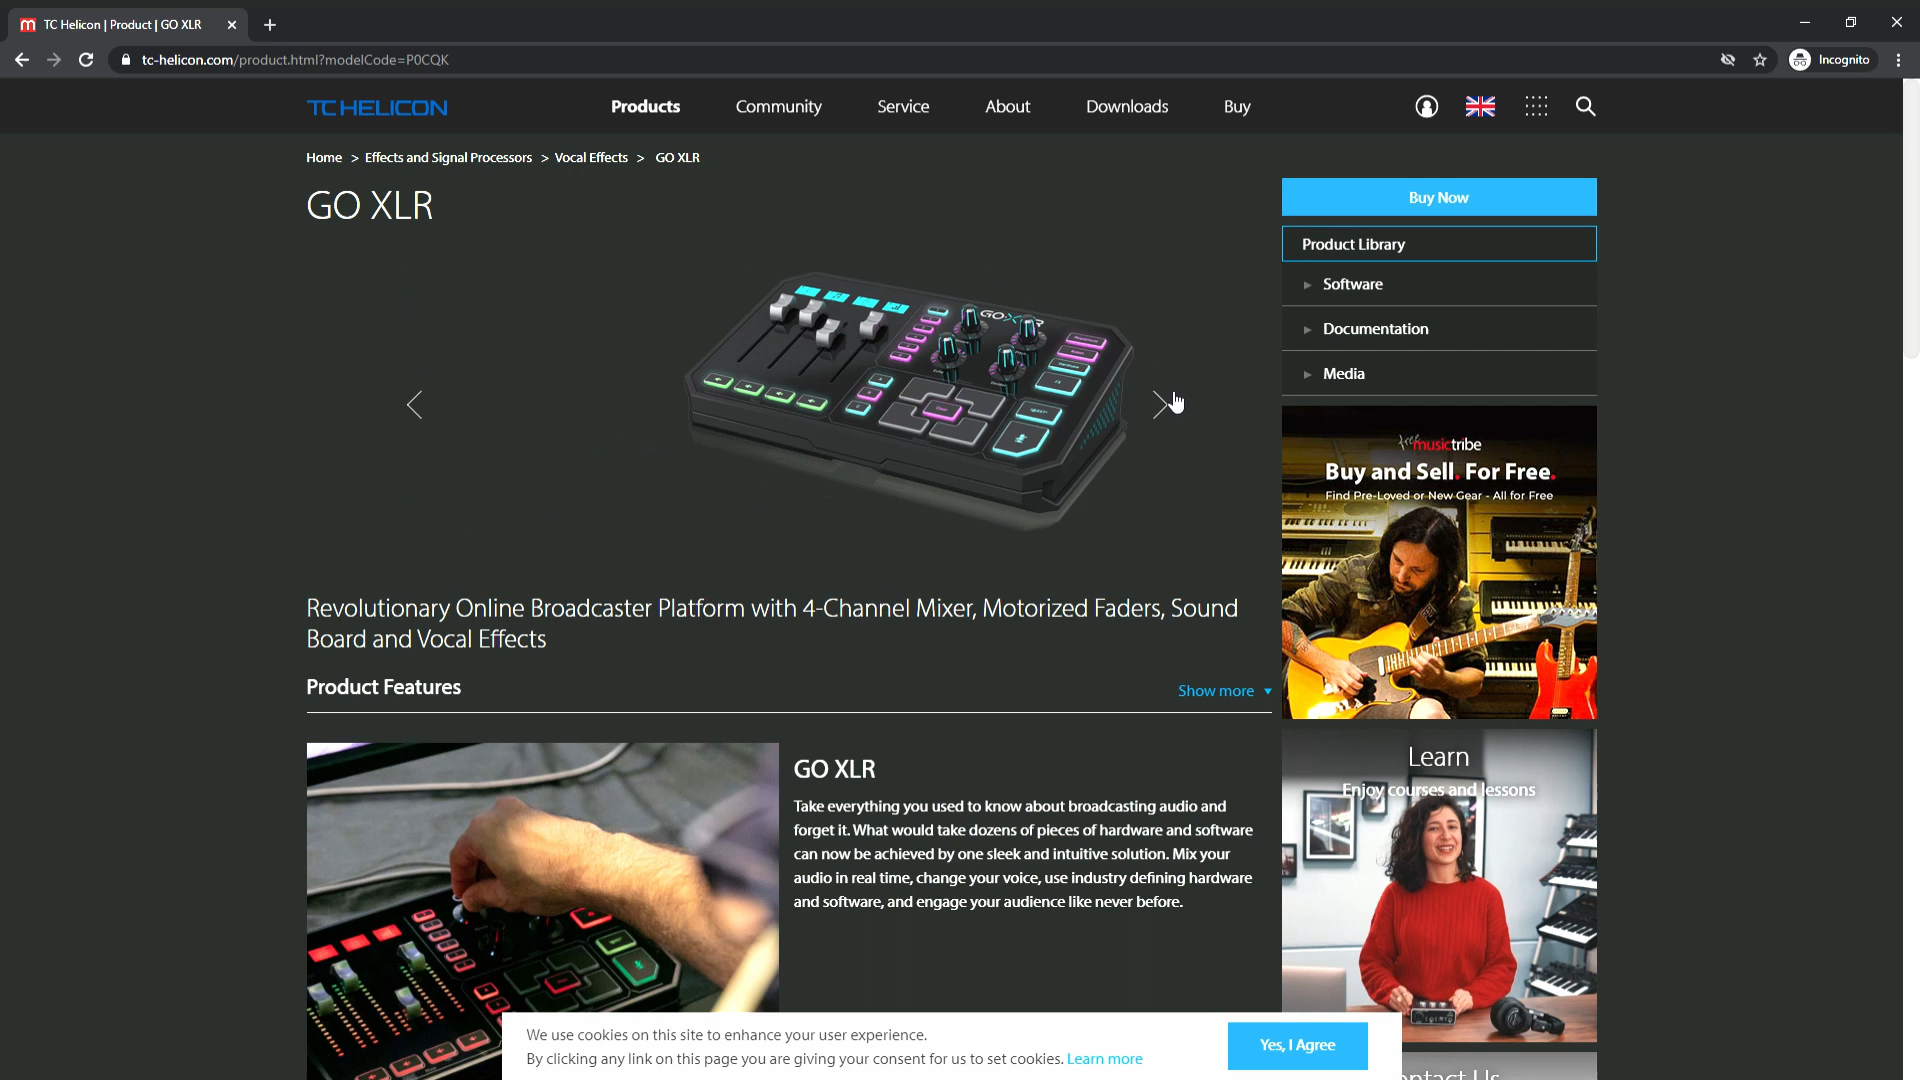 TC Helicon | Product | GO XLR
tc-helicon.com/product.html?modelCode=P0CQK
Incognito
TC HELICON
Products
Community
Service
About
Downloads
Buy
Home > Effects and Signal Processors > Vocal Effects > GO XLR
GO XLR
Buy Now
Product Library
Software
Documentation
Media
GO XLR
free musictribe
Buy and Sell. For Free.
Find Pre-Loved or New Gear - All for Free
Revolutionary Online Broadcaster Platform with 4-Channel Mixer, Motorized Faders, Sound
Board and Vocal Effects
Product Features
Show more
GO XLR
Take everything you used to know about broadcasting audio and
forget it. What would take dozens of pieces of hardware and software
can now be achieved by one sleek and intuitive solution. Mix your
audio in real time, change your voice, use industry defining hardware
and software, and engage your audience like never before.
Learn
Enjoy courses and lessons
We use cookies on this site to enhance your user experience.
By clicking any link on this page you are giving your consent for us to set cookies. Learn more
Yes, I Agree
ontact Us